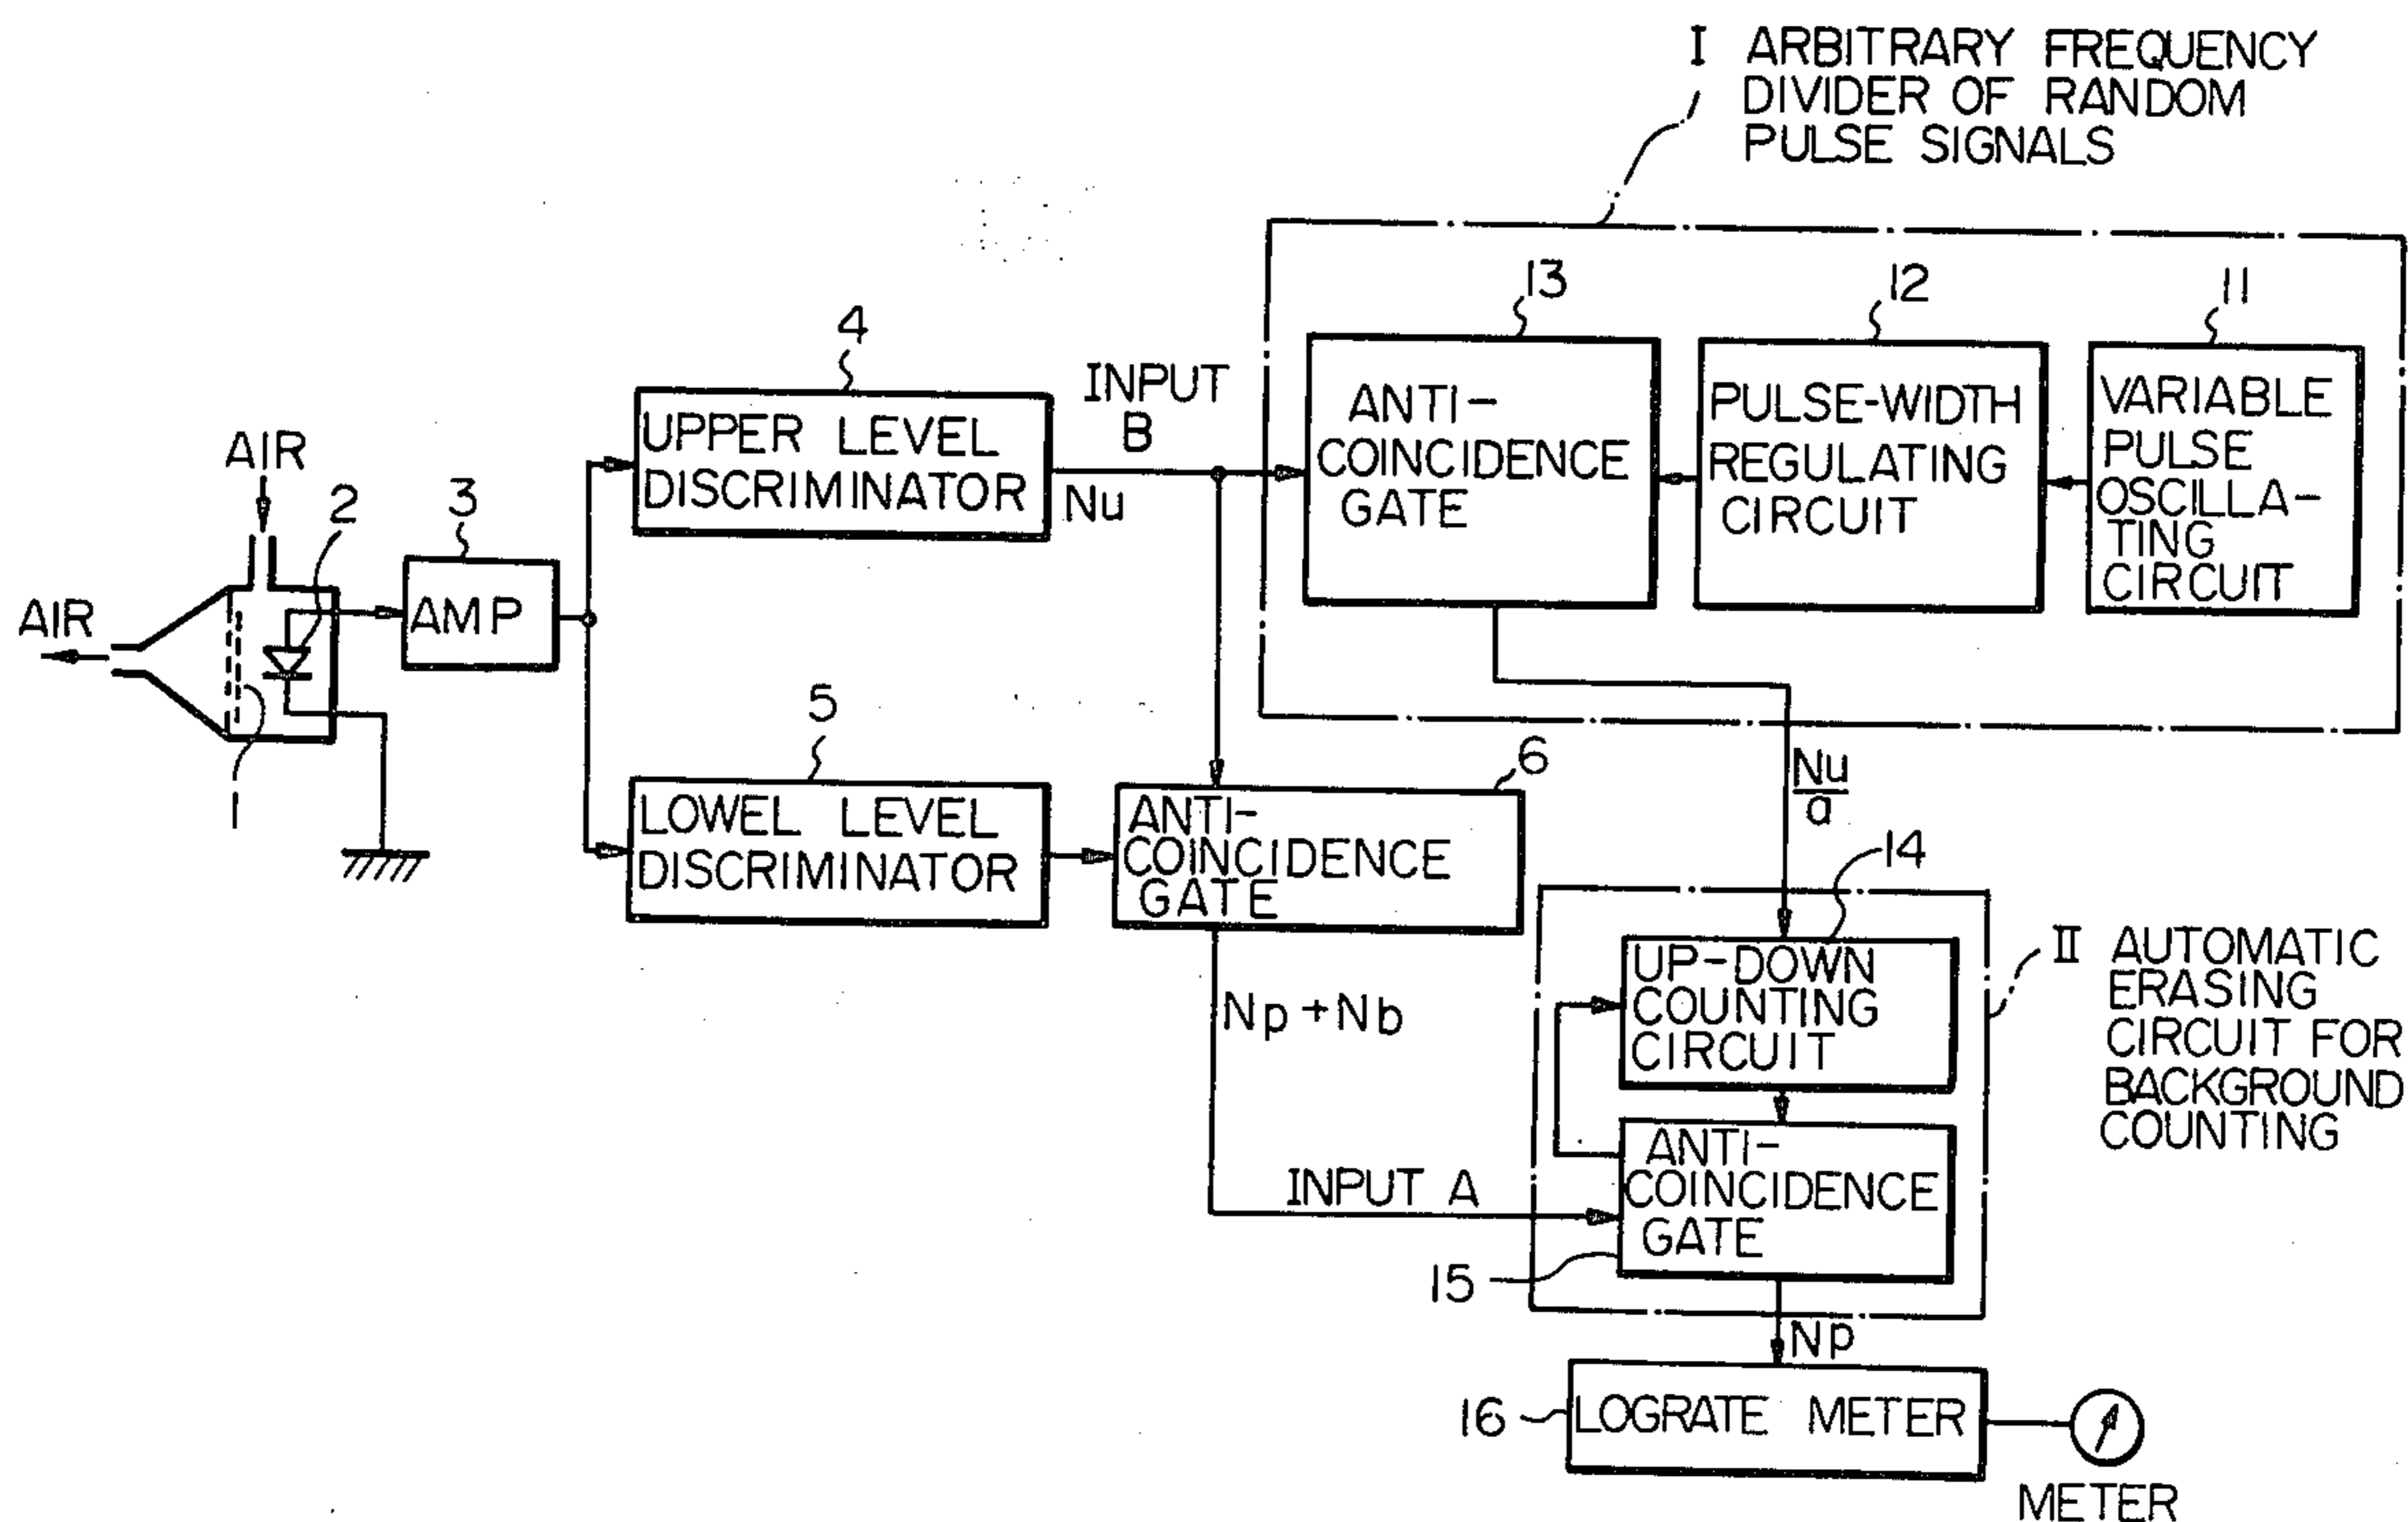 I ARBITRARY FREQUENCY
DIVIDER OF RANDOM
PULSE SIGNALS
13
12
11
4
INPUT
B
Nu
UPPER LEVEL
DISCRIMINATOR
ANTI-
COINCIDENCE
GATE
PULSE-WIDTH
REGULATING
CIRCUIT
VARIABLE
PULSE
OSCILLA-
TING
CIRCUIT
AIR
2
3
AMP
AIR
1
5
LOWEL LEVEL
DISCRIMINATOR
6
ANTI-
COINCIDENCE
GATE
Nu
a
14
Np+Nb
UP-DOWN
COUNTING
CIRCUIT
II AUTOMATIC
ERASING
CIRCUIT FOR
BACKGROUND
COUNTING
INPUT A
ANTI-
COINCIDENCE
GATE
15
Np
16
LOGRATE METER
METER